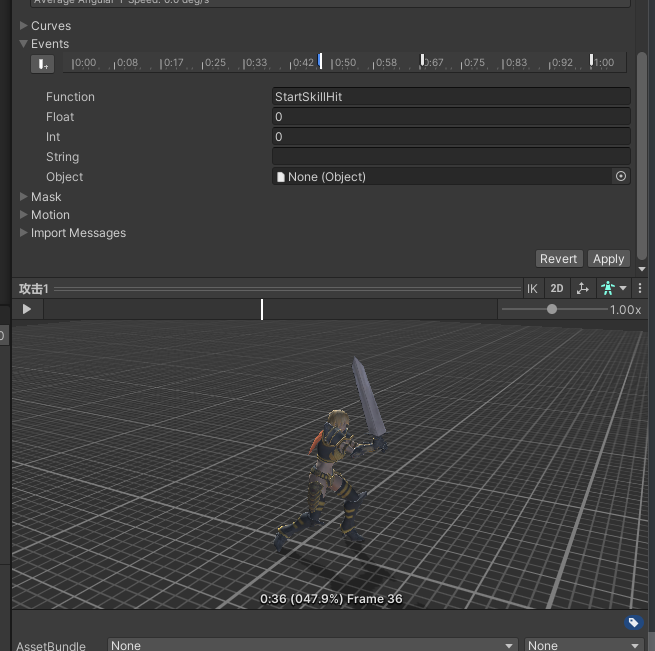 Average Angular Y Speed: 0.0 deg/s
Curves
Events
0:00 0:08 0:17 0:25 0:33 0:42 0:50 0:58 0:67 0:75 0:83 0:92 1:00
Function StartSkillHit
Float 0
Int 0
String
Object None (Object)
Mask
Motion
Import Messages
Revert Apply
攻击1 IK 2D
1.00x
0:36 (047.9%) Frame 36
AssetBundle None None